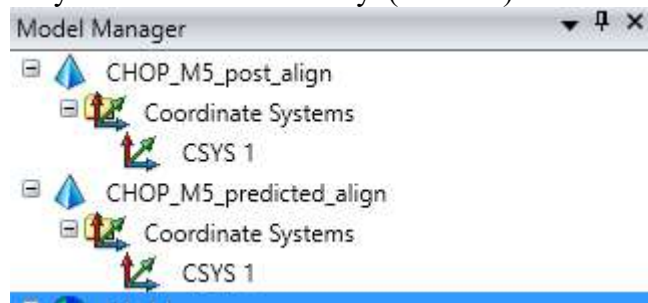 Model Manager
CHOP_M5_post_align
Coordinate Systems
CSYS 1
CHOP_M5_predicted_align
Coordinate Systems
CSYS 1